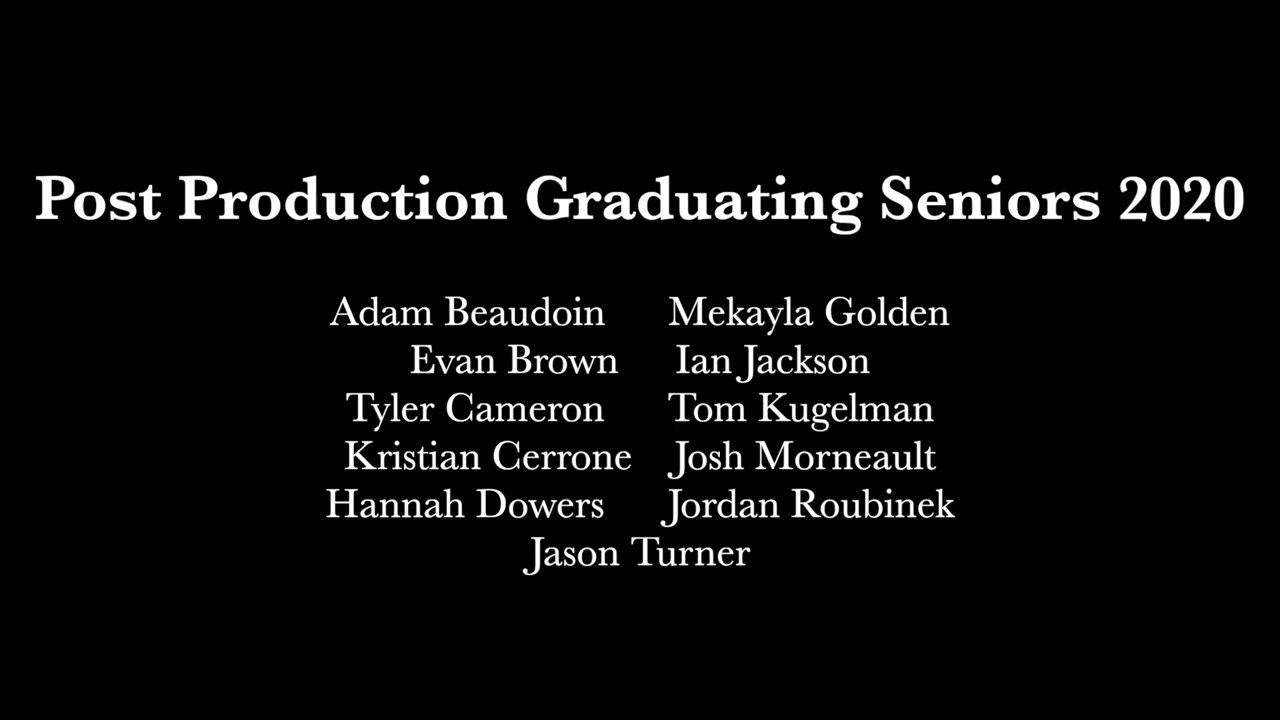 Post Production Graduating Seniors 2020
Adam Beaudoin Mekayla Golden
Evan Brown Ian Jackson
Tyler Cameron Tom Kugelman
Kristian Cerrone Josh Morneault
Hannah Dowers Jordan Roubinek
Jason Turner